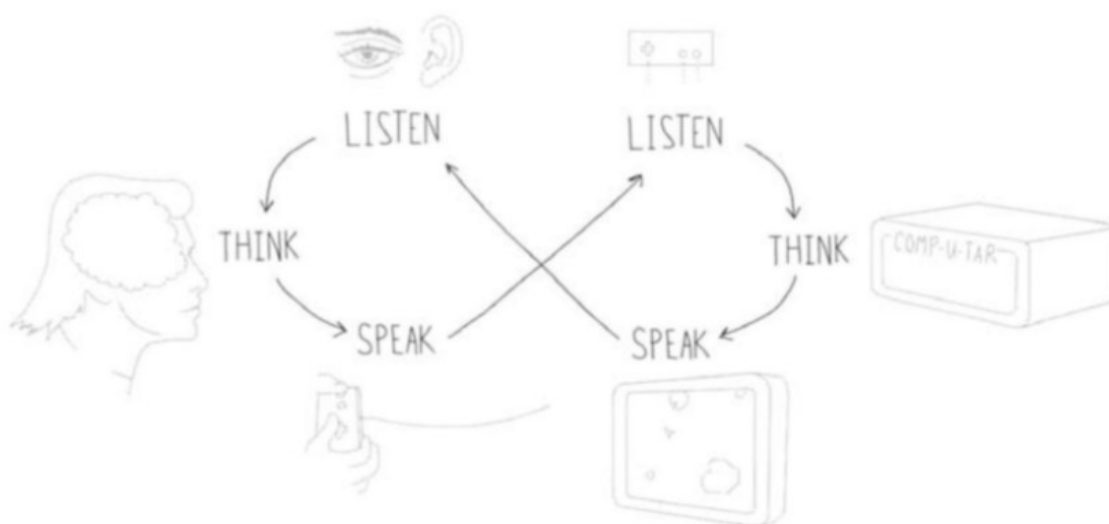 LISTEN
THINK
SPEAK
LISTEN
THINK
SPEAK
COMP-U-TAR